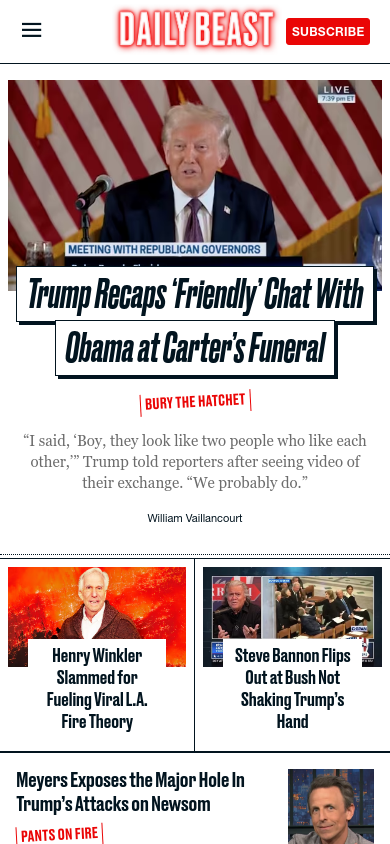 DAILY BEAST
SUBSCRIBE
LIVE
7:39 pm ET
MEETING WITH REPUBLICAN GOVERNORS
Trump Recaps ‘Friendly’ Chat With
Obama at Carter’s Funeral
BURY THE HATCHET
“I said, ‘Boy, they look like two people who like each
other,’” Trump told reporters after seeing video of
their exchange. “We probably do.”
William Vaillancourt
Henry Winkler
Slammed for
Fueling Viral L.A.
Fire Theory
Steve Bannon Flips
Out at Bush Not
Shaking Trump’s
Hand
Meyers Exposes the Major Hole In
Trump’s Attacks on Newsom
PANTS ON FIRE